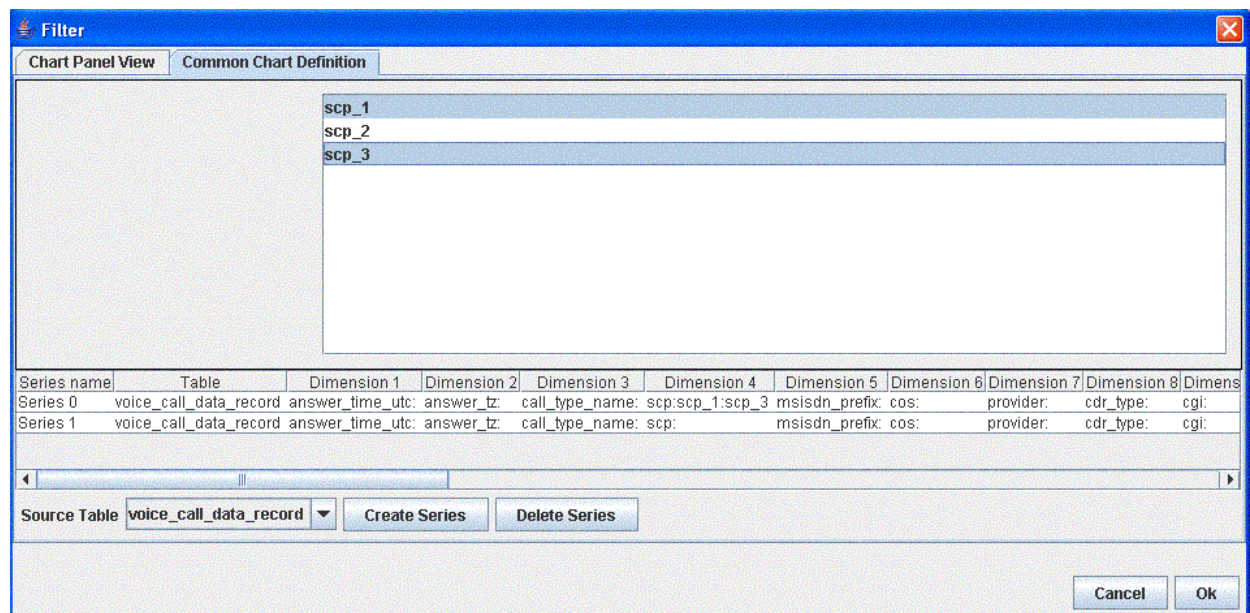 Filter
Chart Panel View Common Chart Definition
scp_1
scp_2
scp_3
Series name Table Dimension 1 Dimension 2 Dimension 3 Dimension 4 Dimension 5 Dimension 6 Dimension 7 Dimension 8 Dimens
Series 0 voice_call_data_record answer_time_utc: answer_tz: call_type_name: scp:scp_1:scp_3 msisdn_prefix: cos: provider: cdr_type: cgi:
Series 1 voice_call_data_record answer_time_utc: answer_tz: call_type_name: scp: msisdn_prefix: cos: provider: cdr_type: cgi:
Source Table voice_call_data_record Create Series Delete Series
Cancel Ok